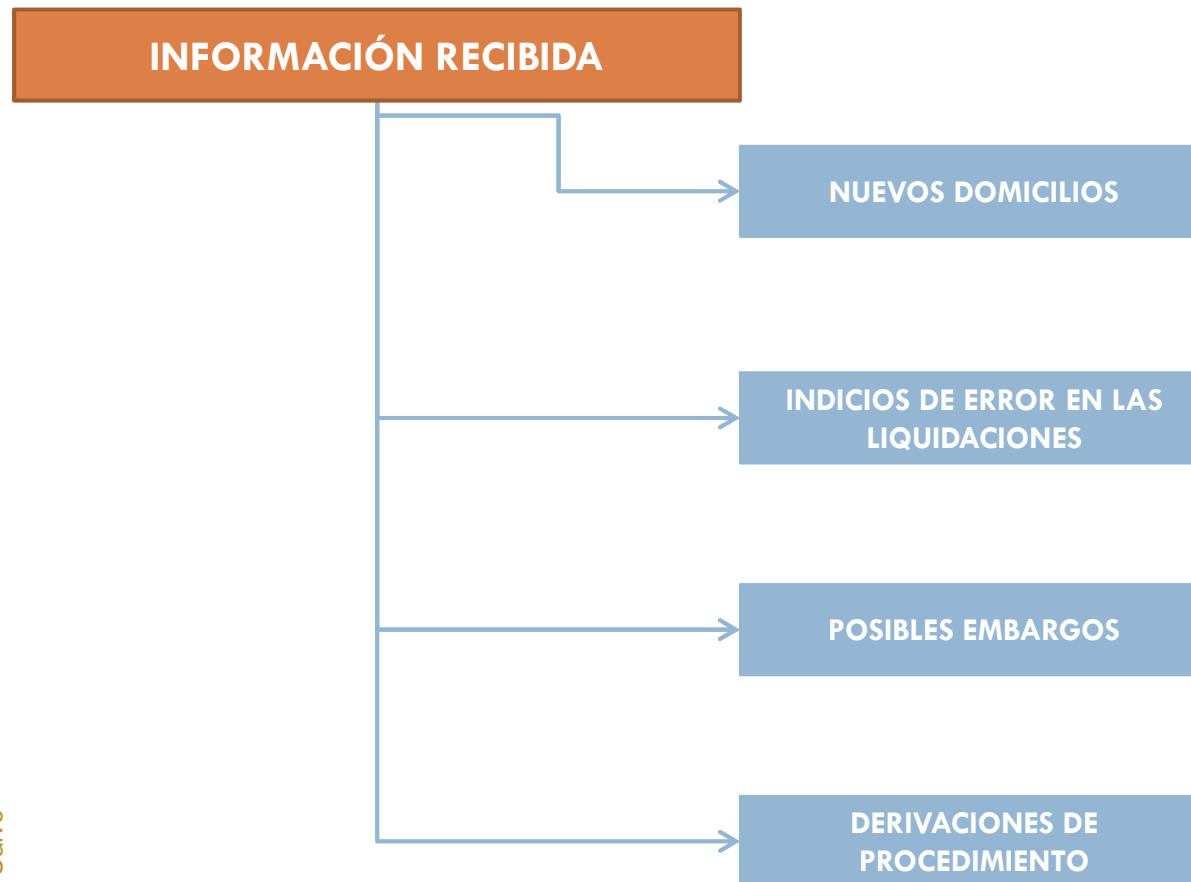 INFORMACIÓN RECIBIDA
NUEVOS DOMICILIOS
INDICIOS DE ERROR EN LAS
LIQUIDACIONES
POSIBLES EMBARGOS
DERIVACIONES DE
PROCEDIMIENTO